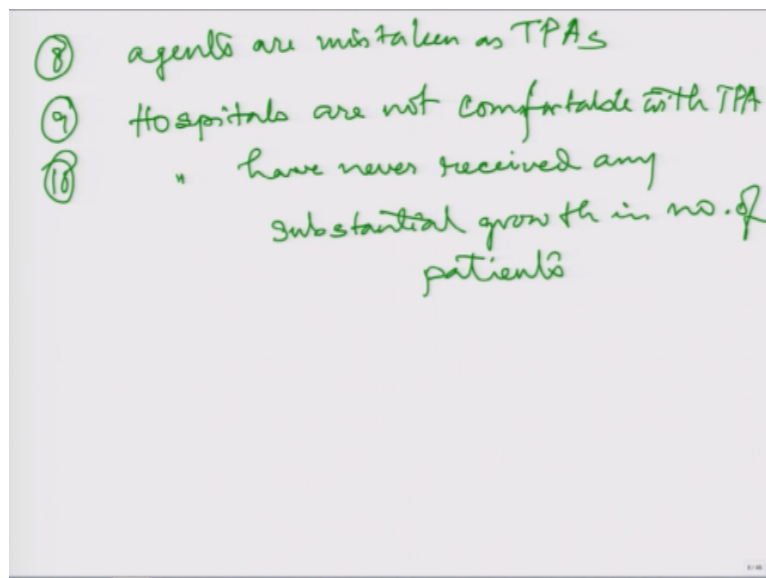 ⑧ agents are mistaken as TPAs
⑨ Hospitals are not comfortable with TPA
⑩ " have never received any
substantial growth in no. of
patients